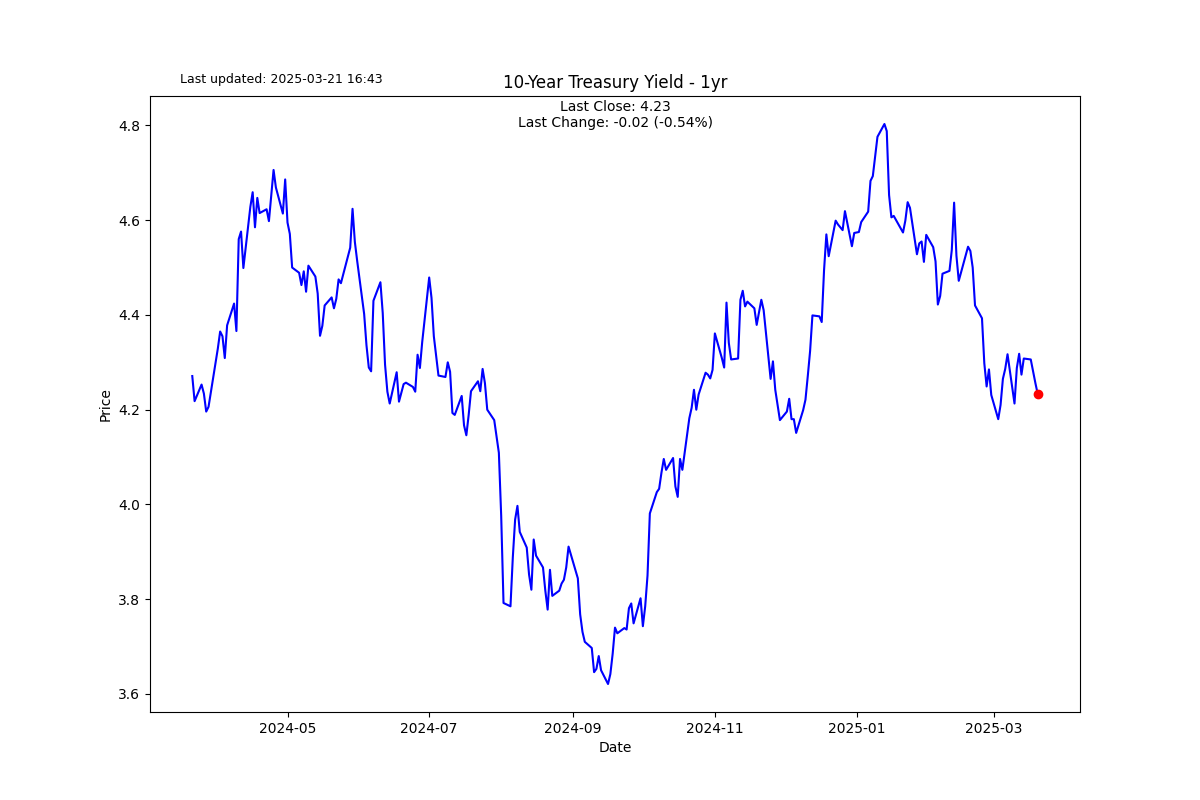 Last updated: 2025-03-21 16:43
10-Year Treasury Yield - 1yr
Last Close: 4.23
Last Change: -0.02 (-0.54%)
4.8
4.6
4.4
4.2
4.0
3.8
3.6
Price
2024-05
2024-07
2024-09
2024-11
2025-01
2025-03
Date